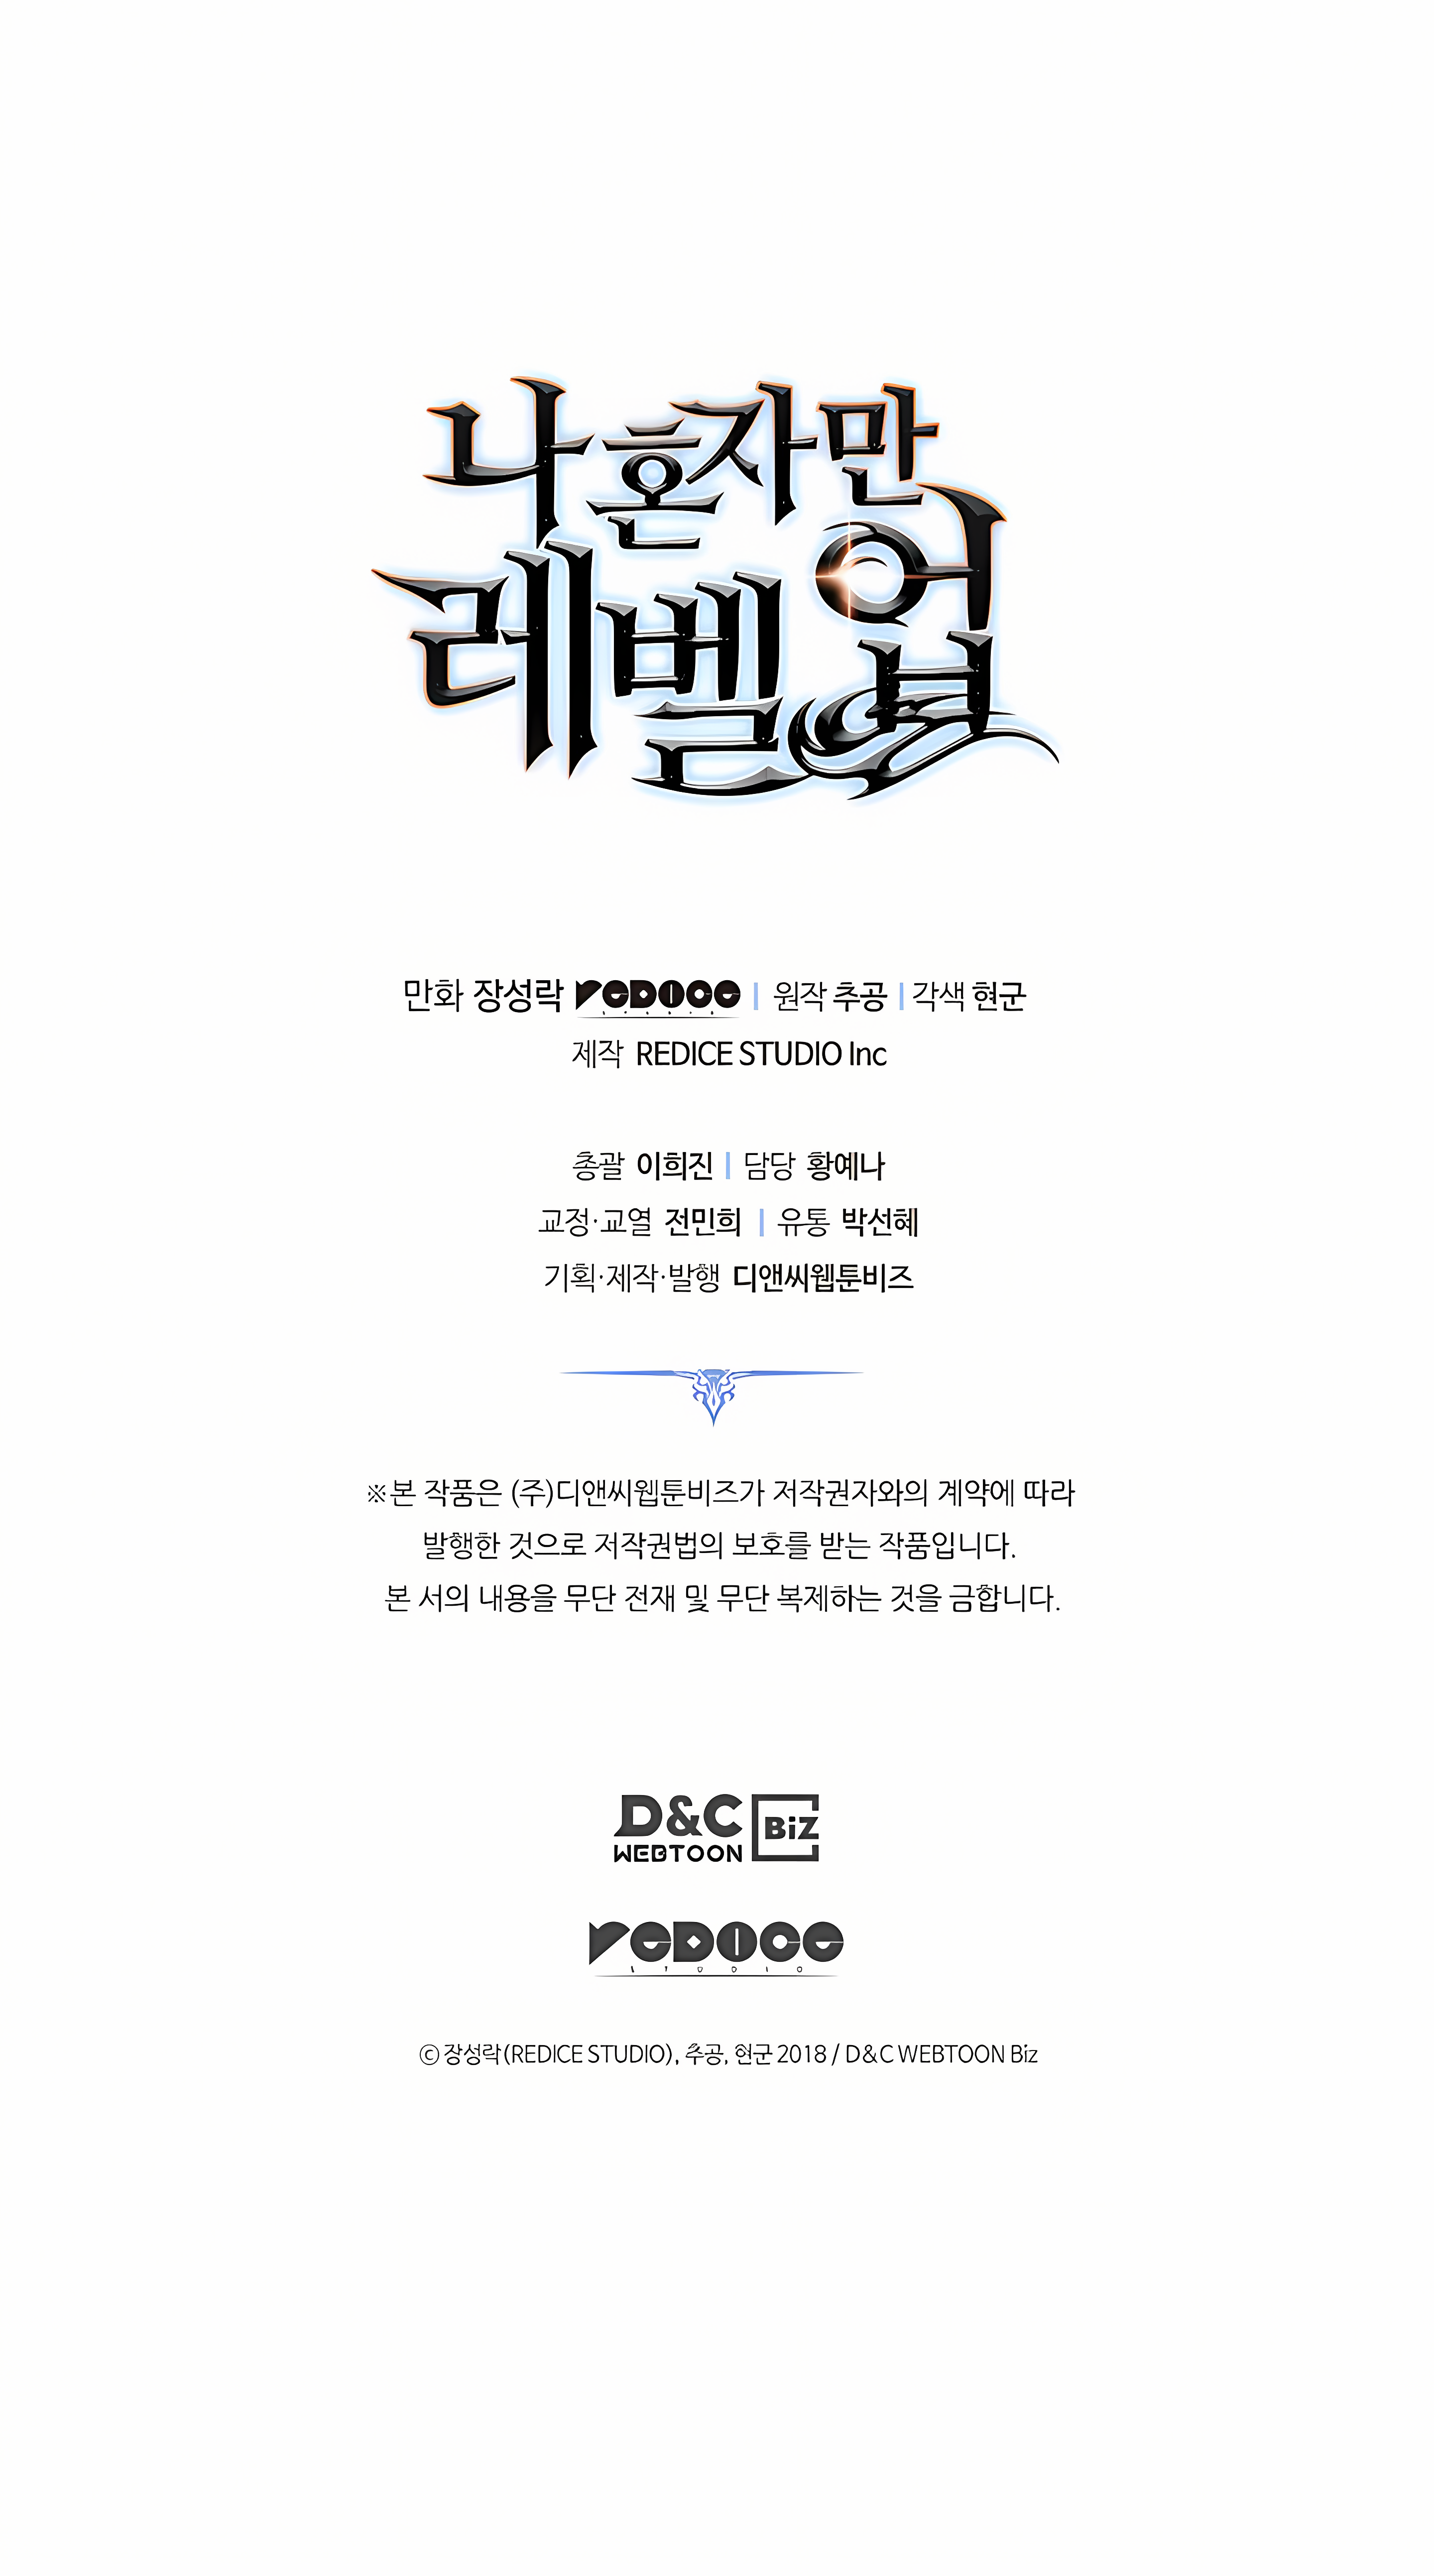 나 혼자만
레벨업
만화 장성락 REDICE STUDIO | 원작 추공 | 각색 현군
제작 REDICE STUDIO Inc
총괄 이희진 | 담당 황예나
교정·교열 전민희 | 유통 박선혜
기획·제작·발행 디앤씨웹툰비즈
※본 작품은 (주)디앤씨웹툰비즈가 저작권자와의 계약에 따라
발행한 것으로 저작권법의 보호를 받는 작품입니다.
본 서의 내용을 무단 전재 및 무단 복제하는 것을 금합니다.
D&C BiZ
WEBTOON
REDICE
STUDIO
ⓒ 장성락(REDICE STUDIO), 추공, 현군 2018 / D&C WEBTOON Biz